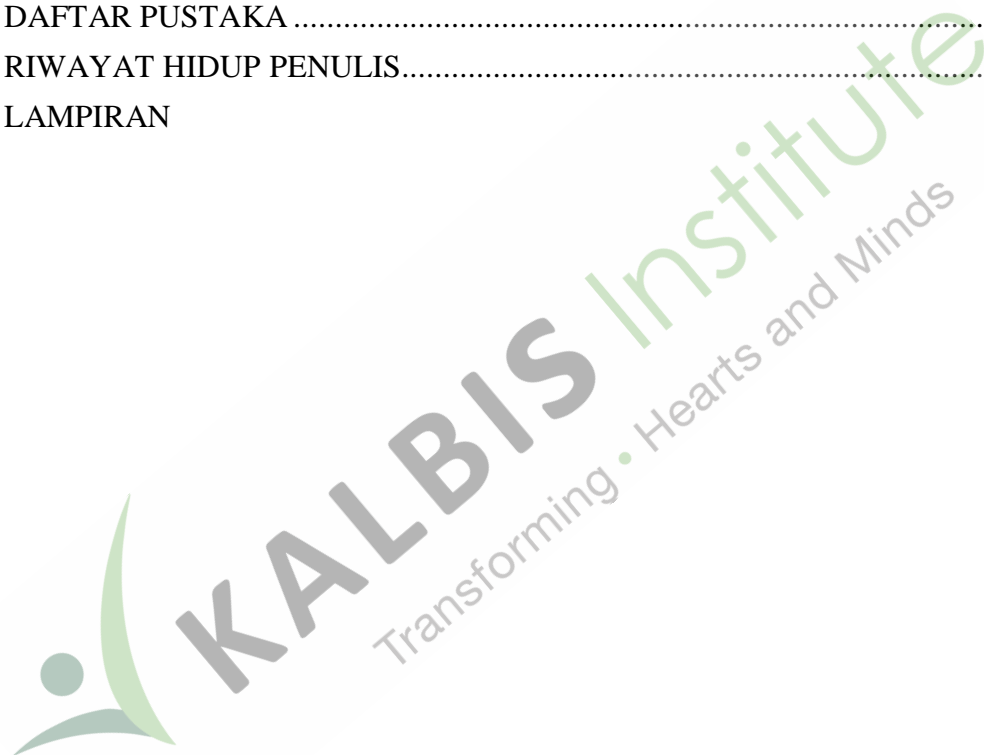 DAFTAR PUSTAKA ......................................................................
RIWAYAT HIDUP PENULIS...........................................................
LAMPIRAN
KALBIS Institute
Transforming • Hearts and Minds